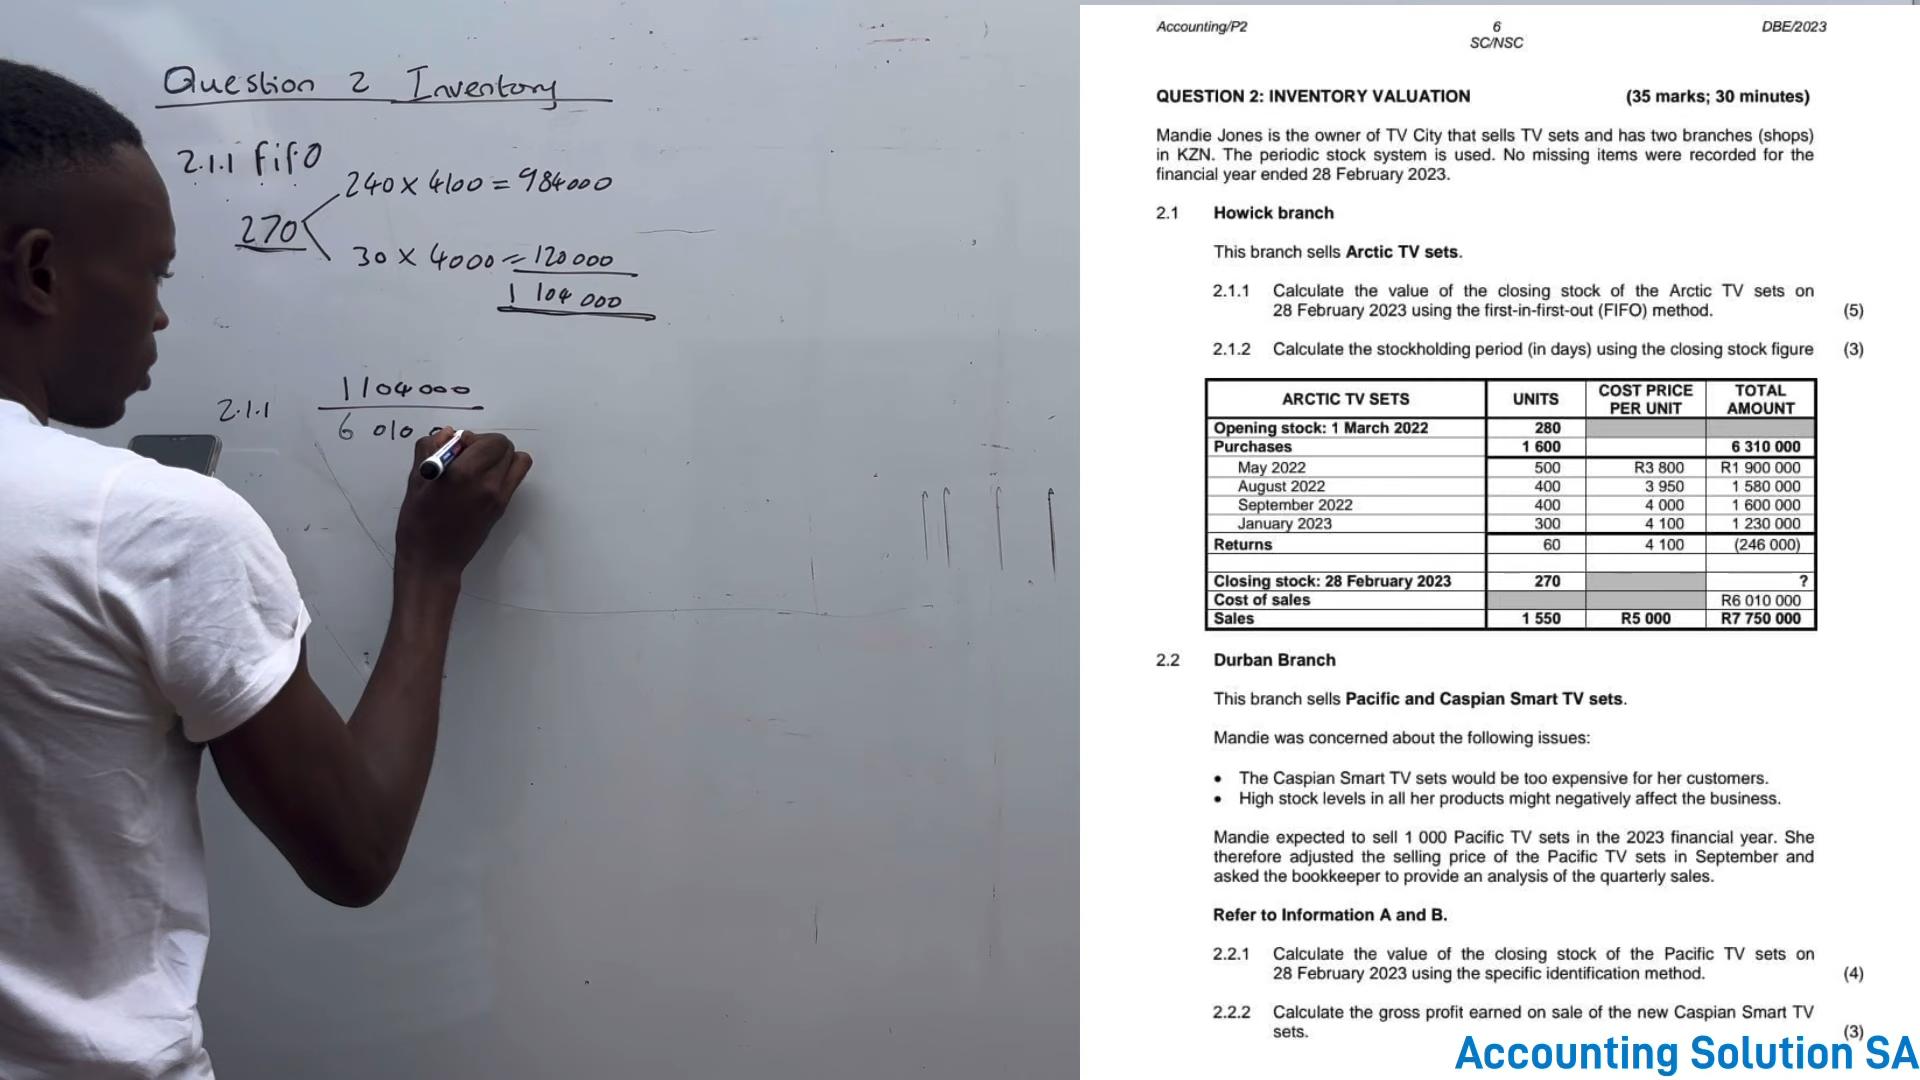 Question 2 Inventory
2.1.1 fifo
240 x 4100 = 984000
270
30 x 4000 = 120 000
1 104 000
2.1.1 1104000
6 010 0
Accounting/P2 6 DBE/2023
SC/NSC
QUESTION 2: INVENTORY VALUATION (35 marks; 30 minutes)
Mandie Jones is the owner of TV City that sells TV sets and has two branches (shops)
in KZN. The periodic stock system is used. No missing items were recorded for the
financial year ended 28 February 2023.
2.1 Howick branch
This branch sells Arctic TV sets.
2.1.1 Calculate the value of the closing stock of the Arctic TV sets on
28 February 2023 using the first-in-first-out (FIFO) method. (5)
2.1.2 Calculate the stockholding period (in days) using the closing stock figure (3)
ARCTIC TV SETS UNITS COST PRICE PER UNIT TOTAL AMOUNT
Opening stock: 1 March 2022 280
Purchases 1 600 6 310 000
May 2022 500 R3 800 R1 900 000
August 2022 400 3 950 1 580 000
September 2022 400 4 000 1 600 000
January 2023 300 4 100 1 230 000
Returns 60 4 100 (246 000)
Closing stock: 28 February 2023 270 ?
Cost of sales R6 010 000
Sales 1 550 R5 000 R7 750 000
2.2 Durban Branch
This branch sells Pacific and Caspian Smart TV sets.
Mandie was concerned about the following issues:
• The Caspian Smart TV sets would be too expensive for her customers.
• High stock levels in all her products might negatively affect the business.
Mandie expected to sell 1 000 Pacific TV sets in the 2023 financial year. She
therefore adjusted the selling price of the Pacific TV sets in September and
asked the bookkeeper to provide an analysis of the quarterly sales.
Refer to Information A and B.
2.2.1 Calculate the value of the closing stock of the Pacific TV sets on
28 February 2023 using the specific identification method. (4)
2.2.2 Calculate the gross profit earned on sale of the new Caspian Smart TV
sets. (3)
Accounting Solution SA